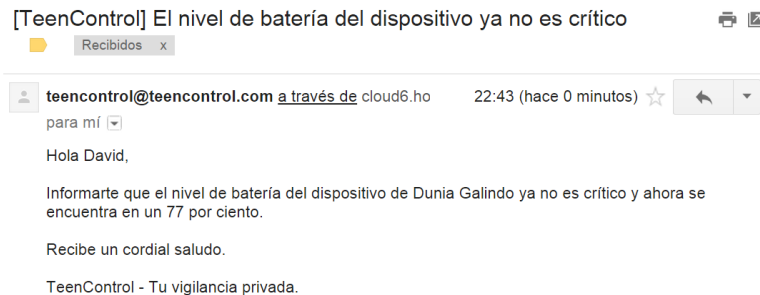 [TeenControl] El nivel de batería del dispositivo ya no es crítico
Recibidos x
teencontrol@teencontrol.com a través de cloud6.ho 22:43 (hace 0 minutos)
para mí
Hola David,
Informarte que el nivel de batería del dispositivo de Dunia Galindo ya no es crítico y ahora se
encuentra en un 77 por ciento.
Recibe un cordial saludo.
TeenControl - Tu vigilancia privada.